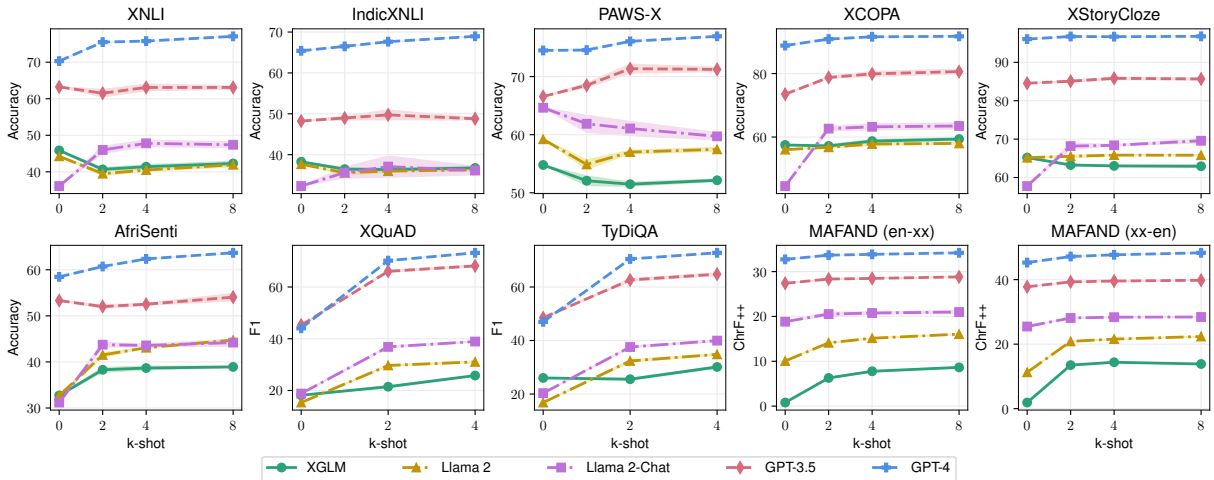 XNLI IndicXNLI PAWS-X XCOPA XStoryCloze
Accuracy
70
60
50
40
0 2 4 8
Accuracy
70
60
50
40
0 2 4 8
Accuracy
75
70
65
60
55
50
0 2 4 8
Accuracy
80
60
0 2 4 8
Accuracy
90
80
70
60
0 2 4 8
AfriSenti XQuAD TyDiQA MAFAND (en-xx) MAFAND (xx-en)
Accuracy
60
50
40
30
0 2 4 8
k-shot
F1
60
40
20
0 2 4
k-shot
F1
60
40
20
0 2 4
k-shot
ChrF++
30
20
10
0
0 2 4 8
k-shot
ChrF++
40
20
0
0 2 4 8
k-shot
XGLM Llama 2 Llama 2-Chat GPT-3.5 GPT-4